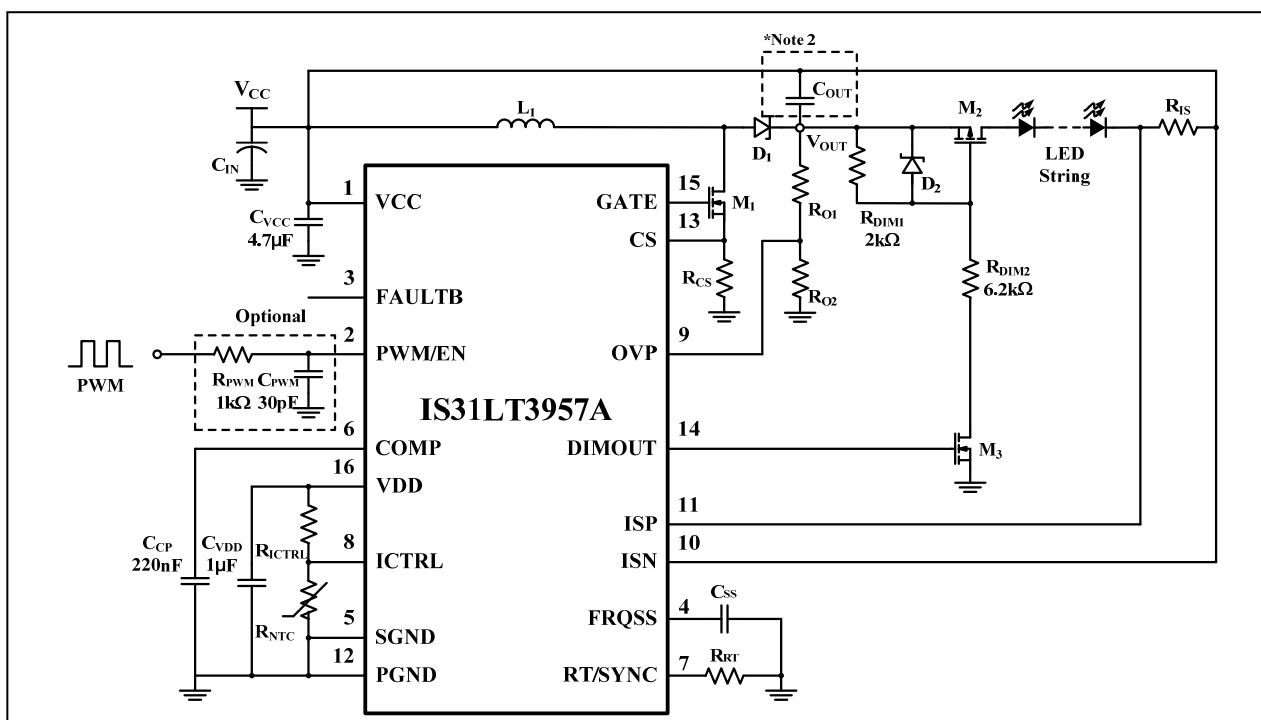 *Note 2
VCC
CIN
L1
D1
COUT
VOUT
M2
RIS
LED
String
D2
RDIM1
2kΩ
RDIM2
6.2kΩ
RO1
RO2
M1
RCS
M3
CVCC
4.7µF
1 VCC
3 FAULTB
Optional
2 PWM/EN
PWM
RPWM CPWM
1kΩ 30pF
IS31LT3957A
6 COMP
16 VDD
CCP
220nF
CVDD
1µF
RICTRL
8 ICTRL
RNTC
5 SGND
12 PGND
GATE 15
CS 13
OVP 9
DIMOUT 14
ISP 11
ISN 10
FRQSS 4
CSS
RT/SYNC 7
RRT